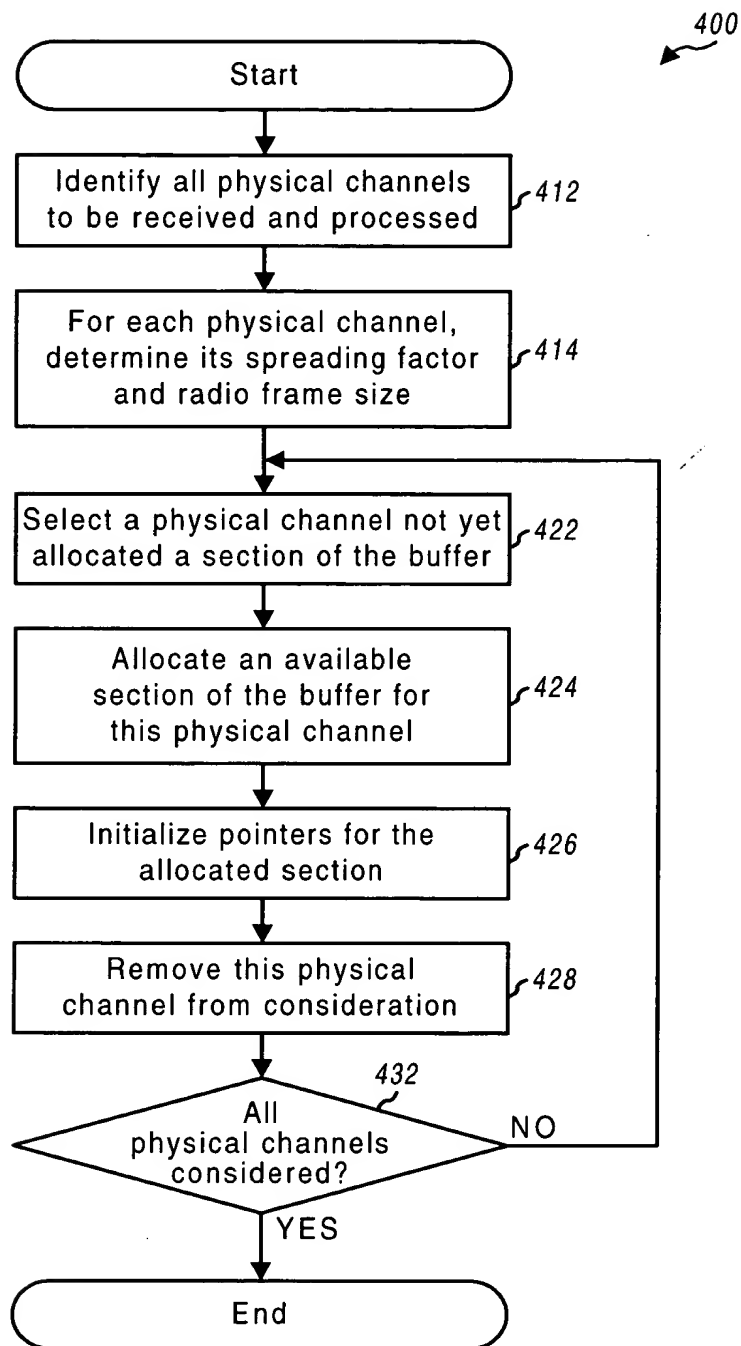 400
Start
Identify all physical channels
to be received and processed
412
For each physical channel,
determine its spreading factor
and radio frame size
414
Select a physical channel not yet
allocated a section of the buffer
422
Allocate an available
section of the buffer for
this physical channel
424
Initialize pointers for the
allocated section
426
Remove this physical
channel from consideration
428
432
All
physical channels
considered?
NO
YES
End